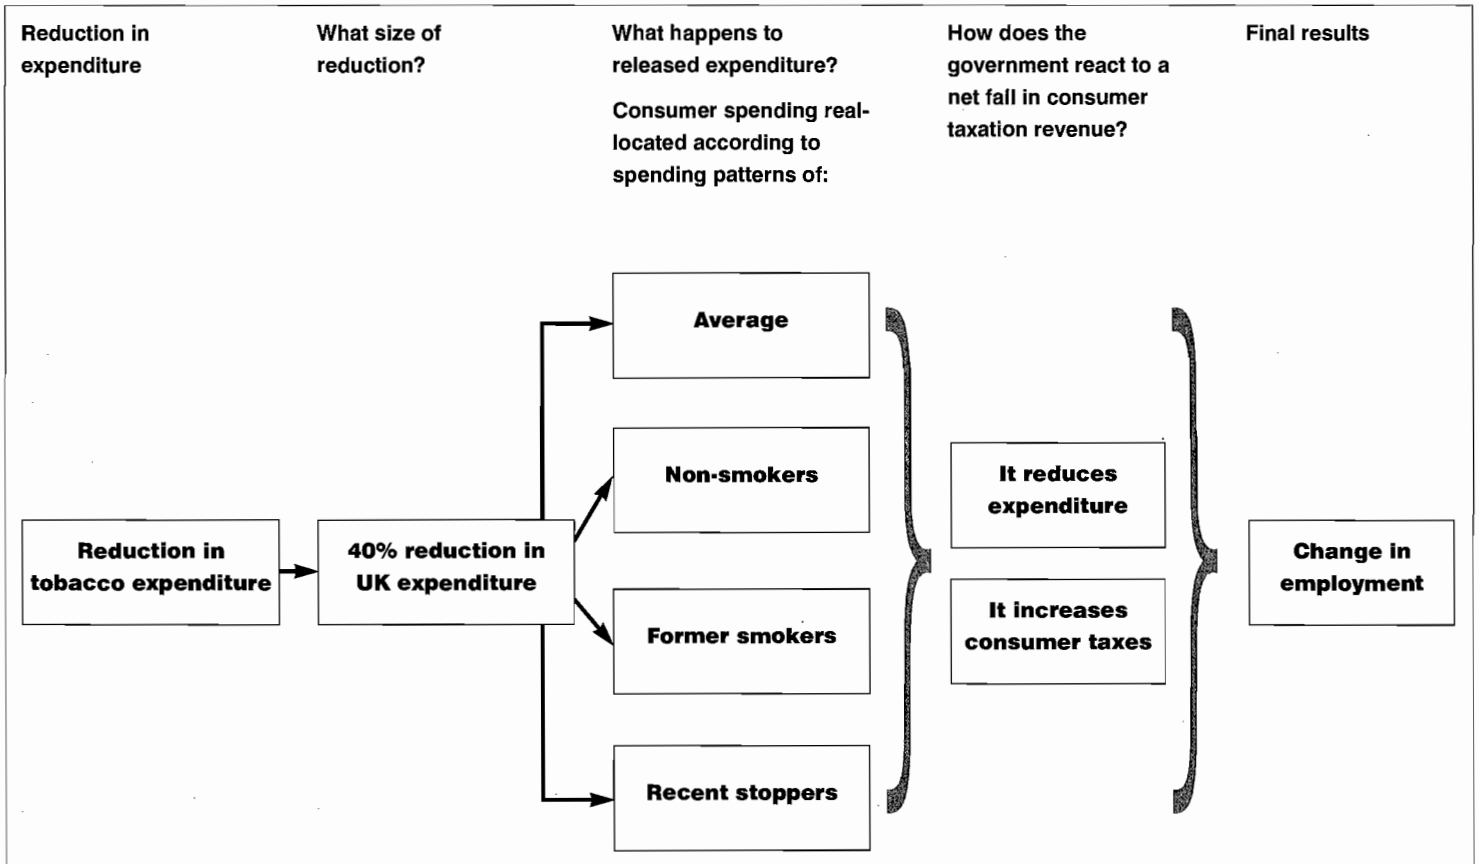 Reduction in
expenditure
What size of
reduction?
What happens to
released expenditure?
Consumer spending real-
located according to
spending patterns of:
How does the
government react to a
net fall in consumer
taxation revenue?
Final results
Reduction in
tobacco expenditure
40% reduction in
UK expenditure
Average
Non-smokers
Former smokers
Recent stoppers
It reduces
expenditure
It increases
consumer taxes
Change in
employment